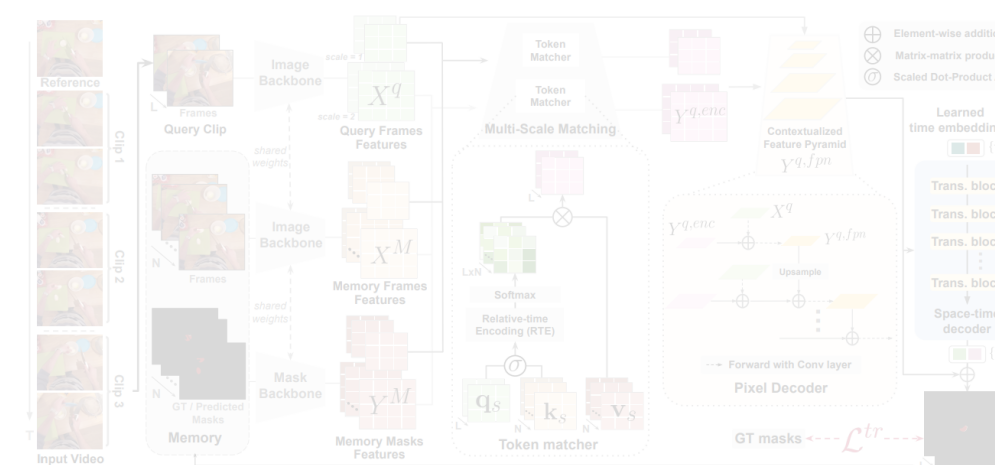 Reference
Clip 1
Clip 2
Clip 3
T
Input Video
L
Frames
Query Clip
N
Frames
N
GT / Predicted
Masks
Memory
Image
Backbone
shared
weights
Image
Backbone
shared
weights
Mask
Backbone
scale = 1
X^q
scale = 2
Query Frames
Features
X^M
N
Memory Frames
Features
Y^M
N
Memory Masks
Features
Token
Matcher
Token
Matcher
Multi-Scale Matching
L
LxN
Softmax
Relative-time
Encoding (RTE)
σ
q_s
k_s
v_s
L
N
N
Token matcher
Y^{q,enc}
Contextualized
Feature Pyramid
Y^{q,fpn}
Y^{q,enc}
X^q
Y^{q,fpn}
Upsample
Forward with Conv layer
Pixel Decoder
Element-wise additio
Matrix-matrix produ
σ Scaled Dot-Product
Learned
time embedding
Trans. bloc
Trans. bloc
Trans. bloc
Trans. bloc
Space-time
decoder
GT masks
L^{tr}